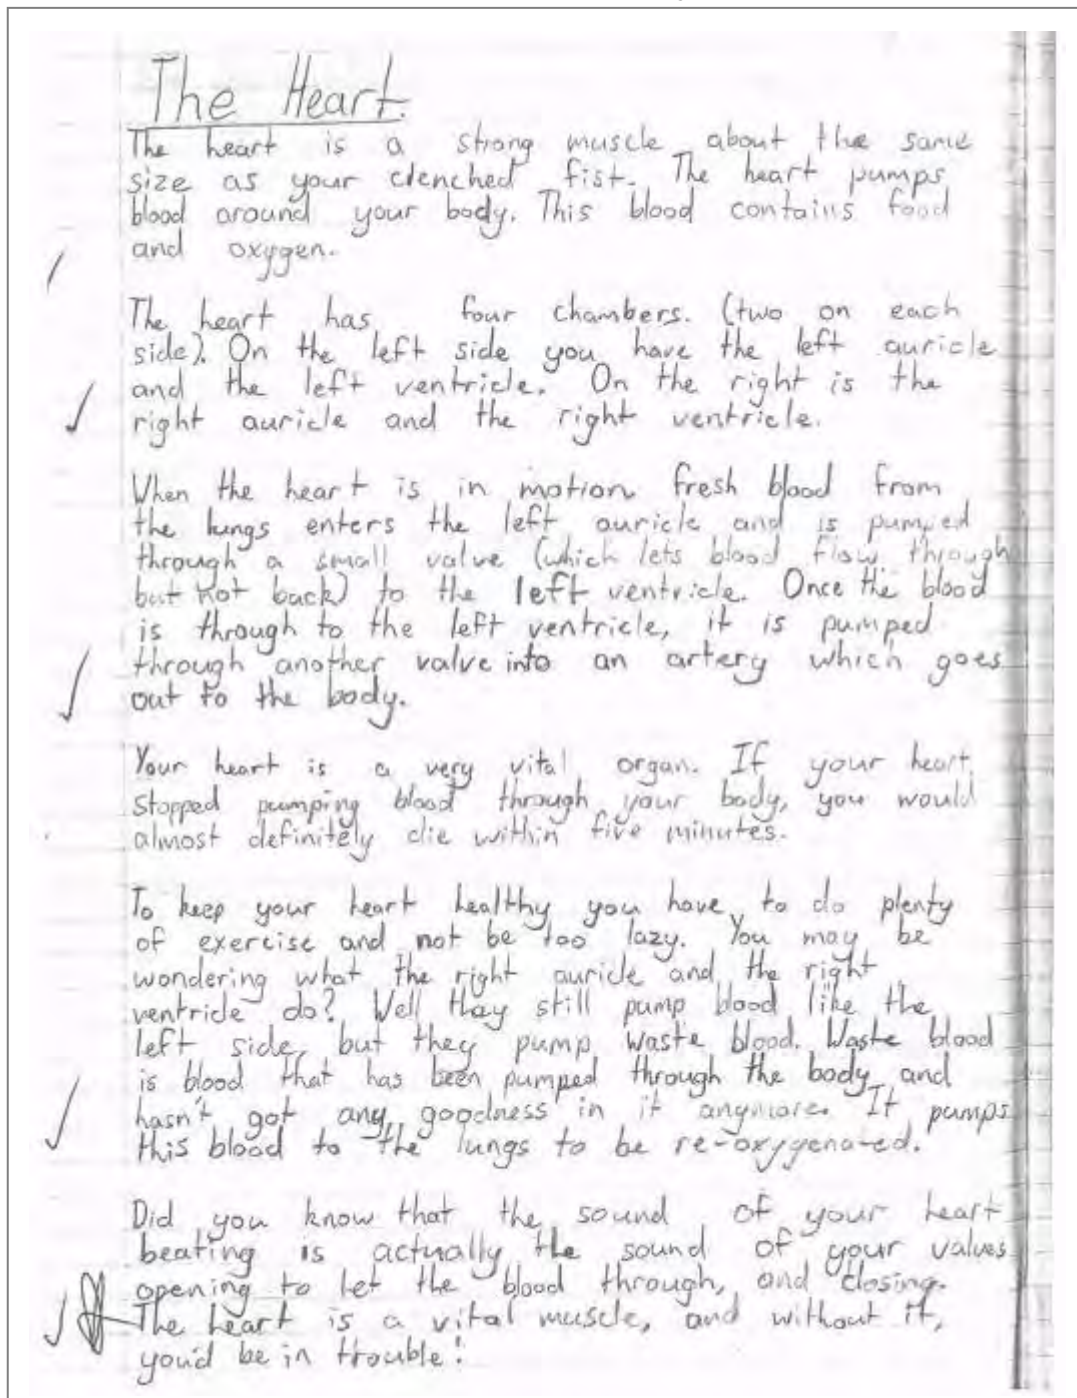 The Heart.
The heart is a strong muscle about the same
size as your clenched fist. The heart pumps
blood around your body. This blood contains food
and oxygen.
The heart has four chambers. (two on each
side). On the left side you have the left auricle
and the left ventricle. On the right is the
right auricle and the right ventricle.
When the heart is in motion fresh blood from
the lungs enters the left auricle and is pumped
through a small valve (which lets blood flow through
but not back) to the left ventricle. Once the blood
is through to the left ventricle, it is pumped
through another valve into an artery which goes
out to the body.
Your heart is a very vital organ. If your heart
stopped pumping blood through your body, you would
almost definitely die within five minutes.
To keep your heart healthy you have to do plenty
of exercise and not be too lazy. You may be
wondering what the right auricle and the right
ventricle do? Well thay still pump blood like the
left side, but they pump waste blood. Waste blood
is blood that has been pumped through the body and
hasn't got any goodness in it anymore. It pumps
this blood to the lungs to be re-oxygenated.
Did you know that the sound of your heart
beating is actually the sound of your valves
opening to let the blood through, and closing.
The heart is a vital muscle, and without it,
you'd be in trouble!